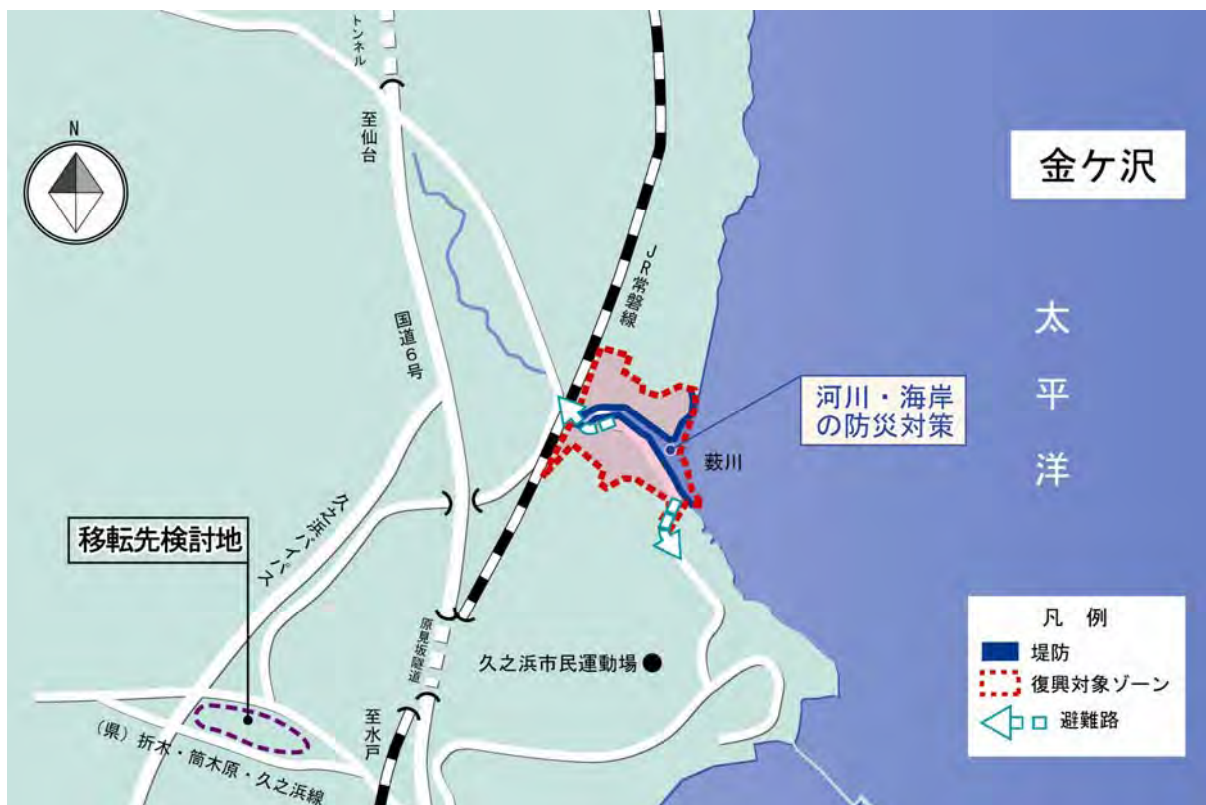 トンネル
至仙台
N
金ケ沢
JR常磐線
太平洋
国道6号
河川・海岸
の防災対策
薮川
久之浜バイパス
移転先検討地
原見坂隧道
久之浜市民運動場
至水戸
(県)折木・筒木原・久之浜線
凡 例
堤防
復興対象ゾーン
避難路